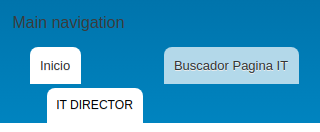 Main navigation
Inicio
Buscador Pagina IT
IT DIRECTOR